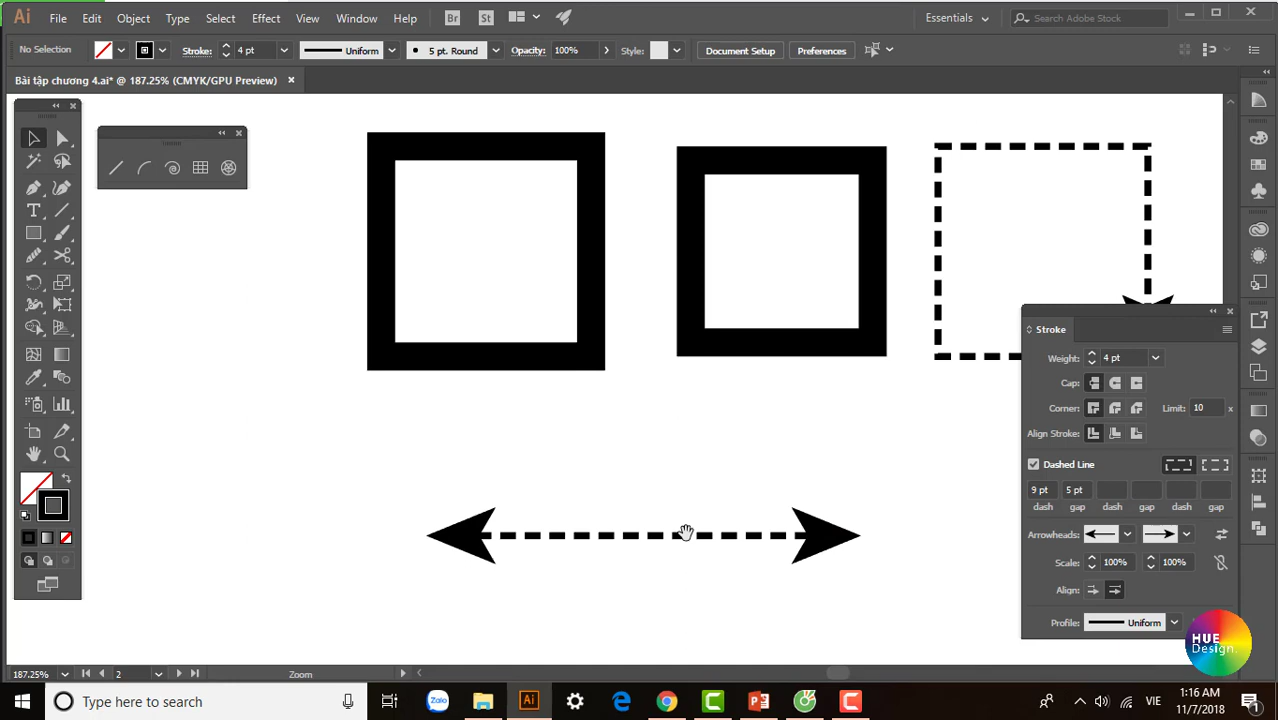 Ai File Edit Object Type Select Effect View Window Help Br St Essentials Search Adobe Stock
No Selection Stroke: 4 pt Uniform 5 pt. Round Opacity: 100% Style: Document Setup Preferences
Bài tập chương 4.ai* @ 187.25% (CMYK/GPU Preview)
Stroke
Weight: 4 pt
Cap:
Corner: Limit: 10 x
Align Stroke:
Dashed Line
9 pt 5 pt
dash gap dash gap dash gap
Arrowheads:
Scale: 100% 100%
Align:
Profile: Uniform
HUE
Design.
187.25% 2 Zoom
Type here to search Zalo Ai VIE 1:16 AM
11/7/2018 1